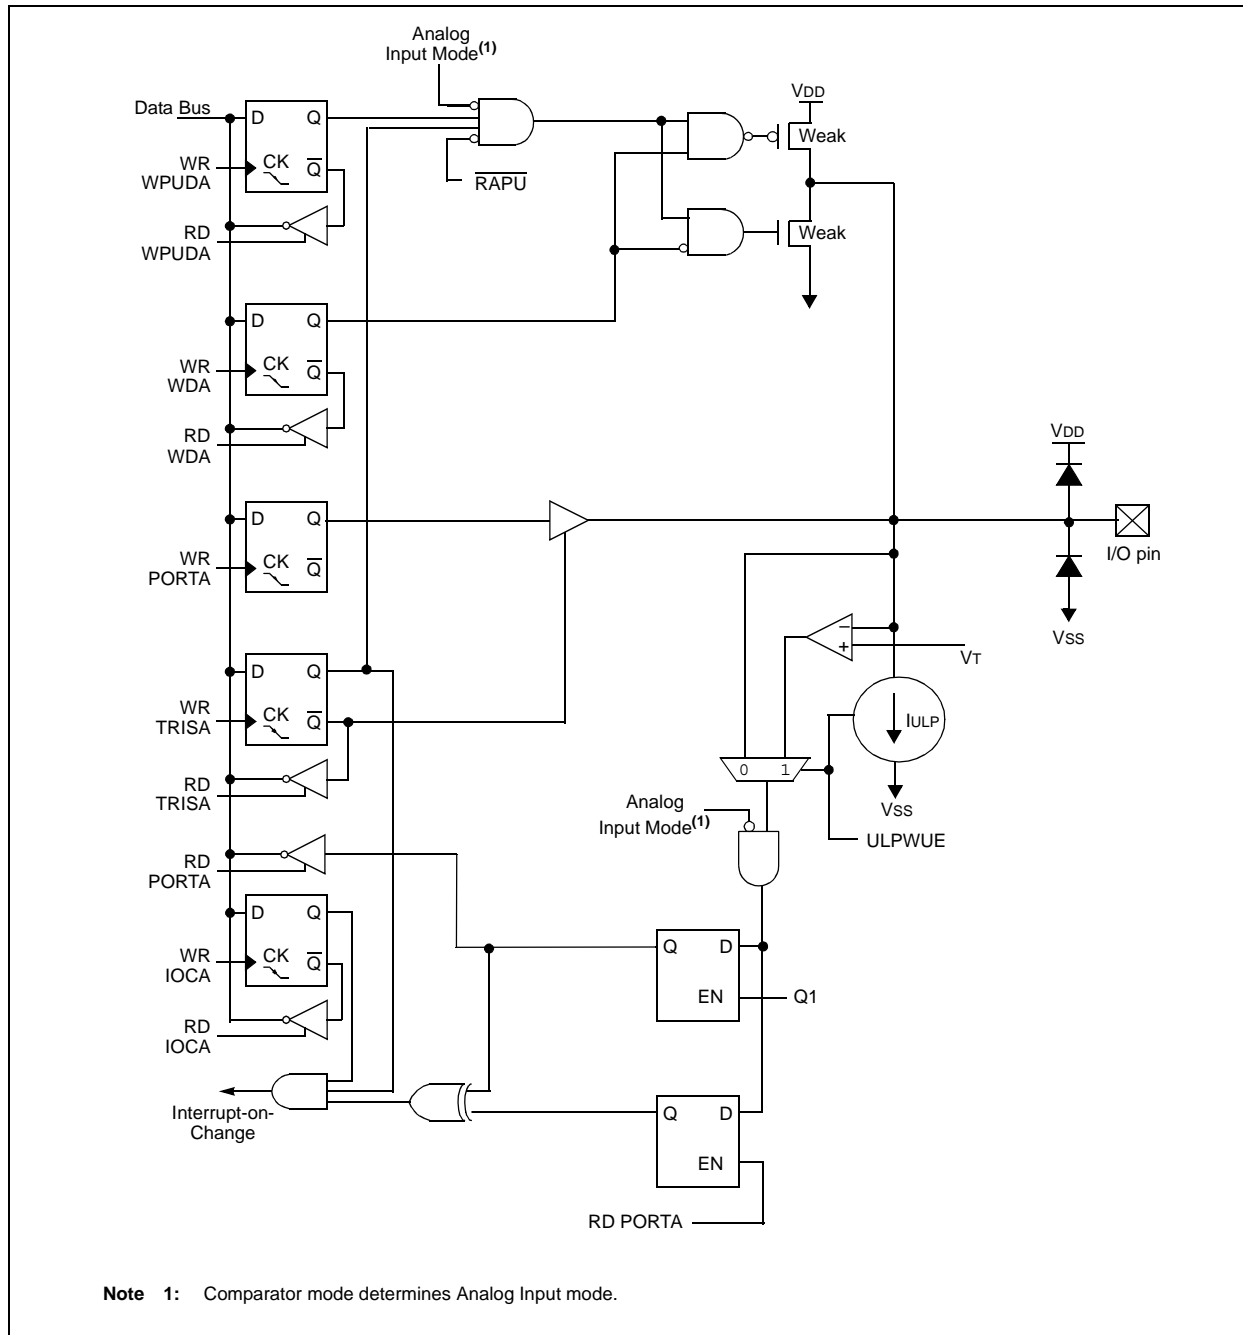 Analog
Input Mode(1)
VDD
Data Bus
D Q
Weak
WR
WPUDA
CK Q̅
R̅A̅P̅U̅
RD
WPUDA
Weak
D Q
WR
WDA
CK Q̅
RD
WDA
VDD
D Q
WR
PORTA
CK Q̅
I/O pin
VSS
–
+
VT
D Q
WR
TRISA
CK Q̅
IULP
RD
TRISA
0 1
VSS
Analog
Input Mode(1)
ULPWUE
RD
PORTA
D Q
WR
IOCA
CK Q̅
Q D
EN
Q1
RD
IOCA
Interrupt-on-
Change
Q D
EN
RD PORTA
Note 1: Comparator mode determines Analog Input mode.